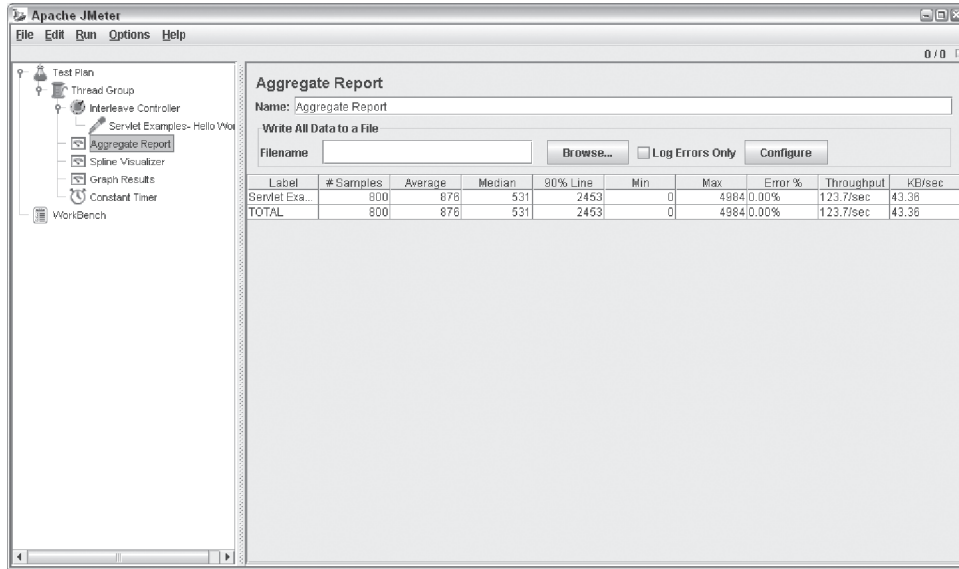 Apache JMeter
File Edit Run Options Help
0 / 0
Test Plan
Thread Group
Interleave Controller
Servlet Examples- Hello Wor
Aggregate Report
Spline Visualizer
Graph Results
Constant Timer
WorkBench
Aggregate Report
Name: Aggregate Report
Write All Data to a File
Filename Browse... Log Errors Only Configure
Label # Samples Average Median 90% Line Min Max Error % Throughput KB/sec
Servlet Exa... 800 876 531 2453 0 4984 0.00% 123.7/sec 43.36
TOTAL 800 876 531 2453 0 4984 0.00% 123.7/sec 43.36